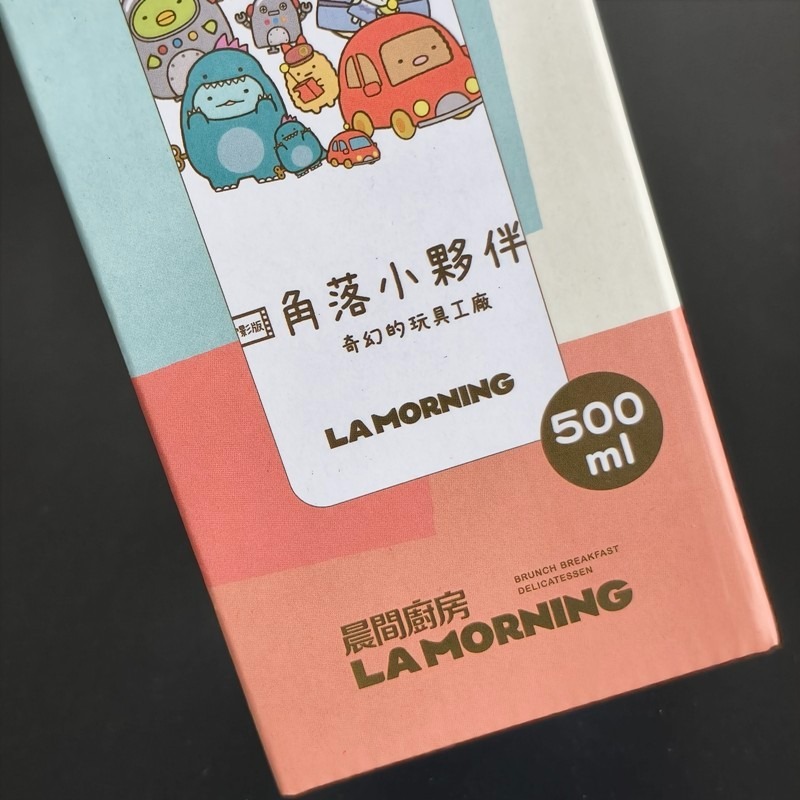 影版 角落小夥伴
奇幻的玩具工廠
LA MORNING
500
ml
BRUNCH BREAKFAST
DELICATESSEN
晨間廚房
LA MORNING